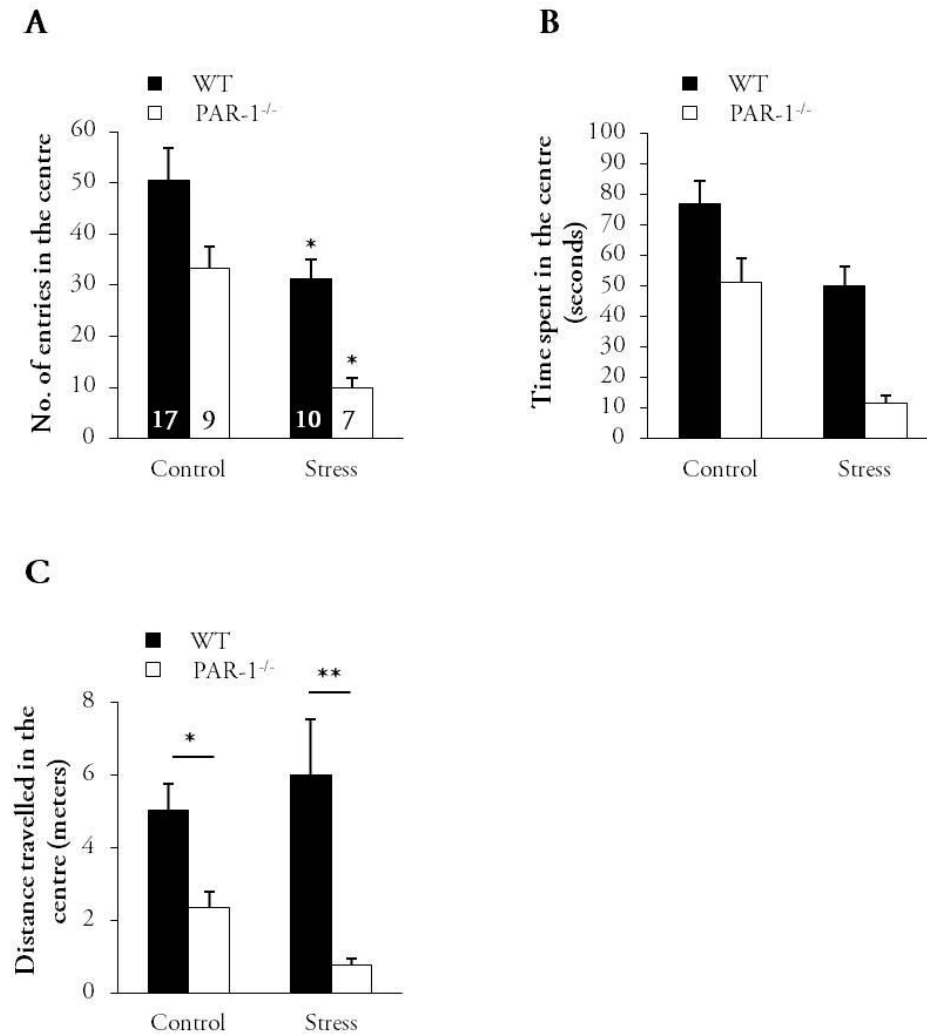 A
WT
PAR-1-/-
No. of entries in the centre
60
50
40
30
20
10
0
*
*
17 9 10 7
Control Stress
B
WT
PAR-1-/-
Time spent in the centre
(seconds)
100
90
80
70
60
50
40
30
20
10
0
Control Stress
C
WT
PAR-1-/-
Distance travelled in the
centre (meters)
8
6
4
2
0
*
**
Control Stress